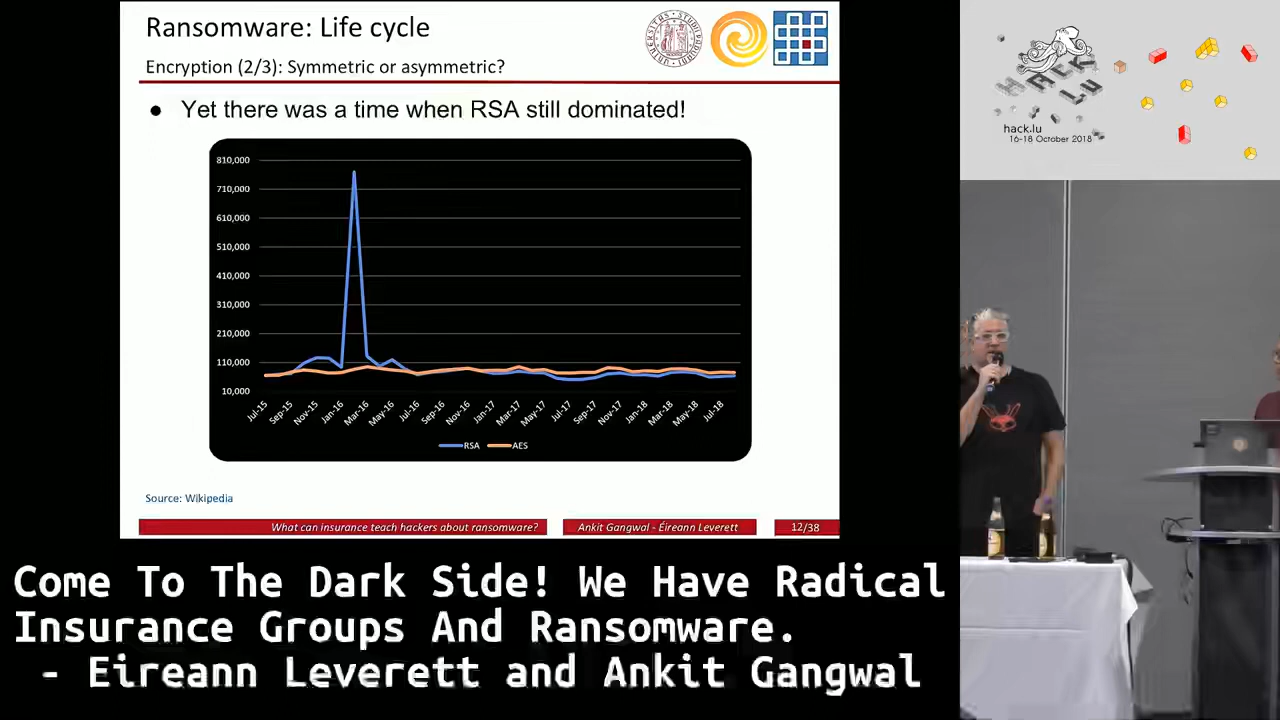 Ransomware: Life cycle
Encryption (2/3): Symmetric or asymmetric?
● Yet there was a time when RSA still dominated!
810,000
710,000
610,000
510,000
410,000
310,000
210,000
110,000
10,000
Jul-15 Sep-15 Nov-15 Jan-16 Mar-16 May-16 Jul-16 Sep-16 Nov-16 Jan-17 Mar-17 May-17 Jul-17 Sep-17 Nov-17 Jan-18 Mar-18 May-18 Jul-18
RSA AES
Source: Wikipedia
What can insurance teach hackers about ransomware? Ankit Gangwal - Éireann Leverett 12/38
HACK
LU
hack.lu
16-18 October 2018
Come To The Dark Side! We Have Radical
Insurance Groups And Ransomware.
- Eireann Leverett and Ankit Gangwal